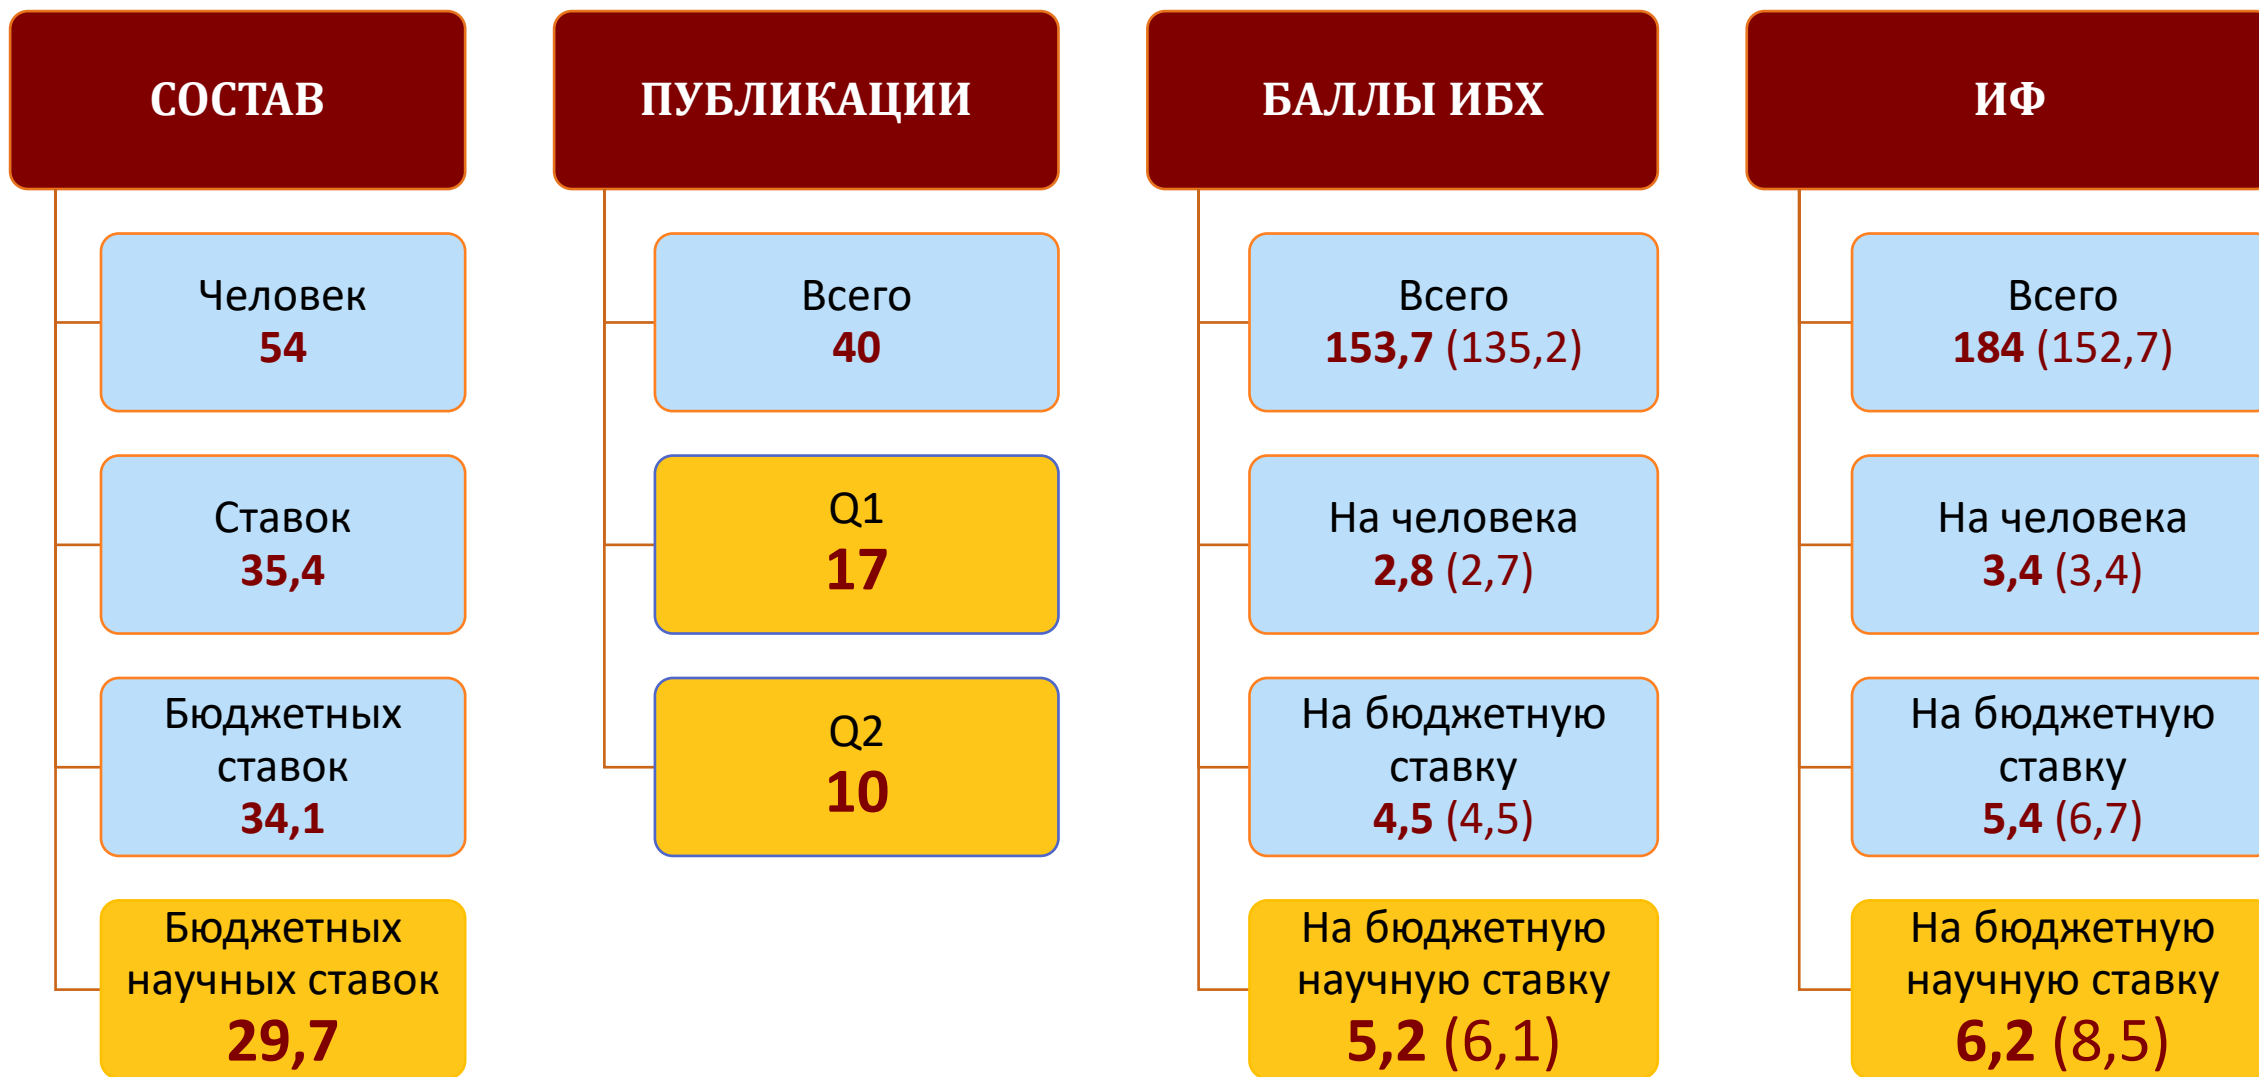 СОСТАВ
Человек
54
Ставок
35,4
Бюджетных
ставок
34,1
Бюджетных
научных ставок
29,7
ПУБЛИКАЦИИ
Всего
40
Q1
17
Q2
10
БАЛЛЫ ИБХ
Всего
153,7 (135,2)
На человека
2,8 (2,7)
На бюджетную
ставку
4,5 (4,5)
На бюджетную
научную ставку
5,2 (6,1)
ИФ
Всего
184 (152,7)
На человека
3,4 (3,4)
На бюджетную
ставку
5,4 (6,7)
На бюджетную
научную ставку
6,2 (8,5)